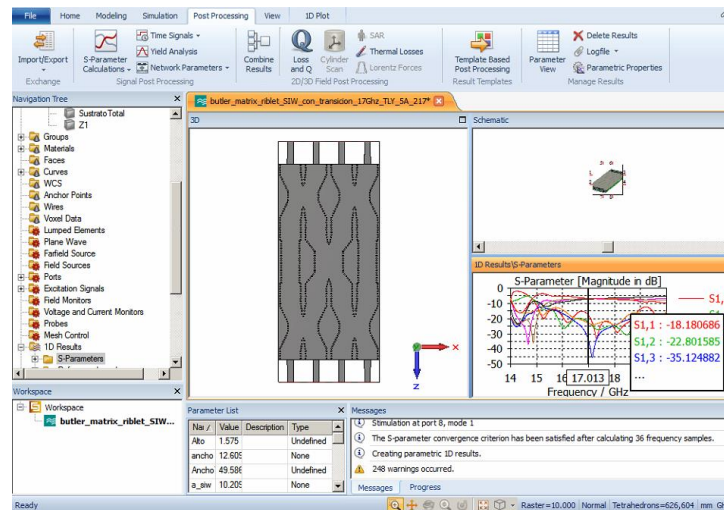 File Home Modeling Simulation Post Processing View 1D Plot
Import/Export
Exchange
S-Parameter Calculations
Time Signals
Yield Analysis
Network Parameters
Signal Post Processing
Combine Results
Loss and Q
Cylinder Scan
SAR
Thermal Losses
Lorentz Forces
2D/3D Field Post Processing
Template Based Post Processing
Result Templates
Parameter View
Delete Results
Logfile
Parametric Properties
Manage Results
Navigation Tree
SustratoTotal
Z1
Groups
Materials
Faces
Curves
WCS
Anchor Points
Wires
Voxel Data
Lumped Elements
Plane Wave
Farfield Source
Field Sources
Ports
Excitation Signals
Field Monitors
Voltage and Current Monitors
Probes
Mesh Control
1D Results
S-Parameters
Workspace
Workspace
butler_matrix_riblet_SIW...
butler_matrix_riblet_SIW_con_transicion_17Ghz_TLY_5A_217*
3D
x
z
Schematic
1D Results\S-Parameters
S-Parameter [Magnitude in dB]
0
-10
-20
-30
-40
-50
14 15 16 17.013 18
Frequency / GHz
S1,
S1,1 : -18.180686
S1,2 : -22.801585
S1,3 : -35.124882
...
Parameter List
Value Description Type
Alto 1.575 Undefined
ancho 12.605 None
Ancho 49.586 Undefined
a_siw 10.205 None
Messages
Stimulation at port 8, mode 1
The S-parameter convergence criterion has been satisfied after calculating 36 frequency samples.
Creating parametric 1D results.
248 warnings occurred.
Messages Progress
Ready
Raster=10.000 Normal Tetrahedrons=626,604 mm